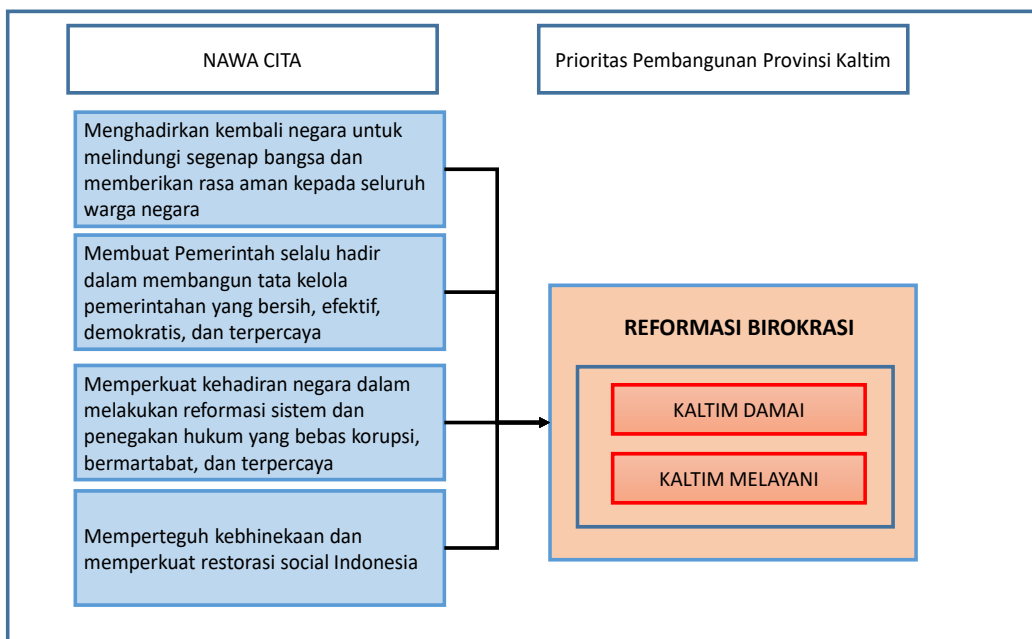 NAWA CITA
Prioritas Pembangunan Provinsi Kaltim
Menghadirkan kembali negara untuk
melindungi segenap bangsa dan
memberikan rasa aman kepada seluruh
warga negara
Membuat Pemerintah selalu hadir
dalam membangun tata kelola
pemerintahan yang bersih, efektif,
demokratis, dan terpercaya
Memperkuat kehadiran negara dalam
melakukan reformasi sistem dan
penegakan hukum yang bebas korupsi,
bermartabat, dan terpercaya
Memperteguh kebhinekaan dan
memperkuat restorasi social Indonesia
REFORMASI BIROKRASI
KALTIM DAMAI
KALTIM MELAYANI